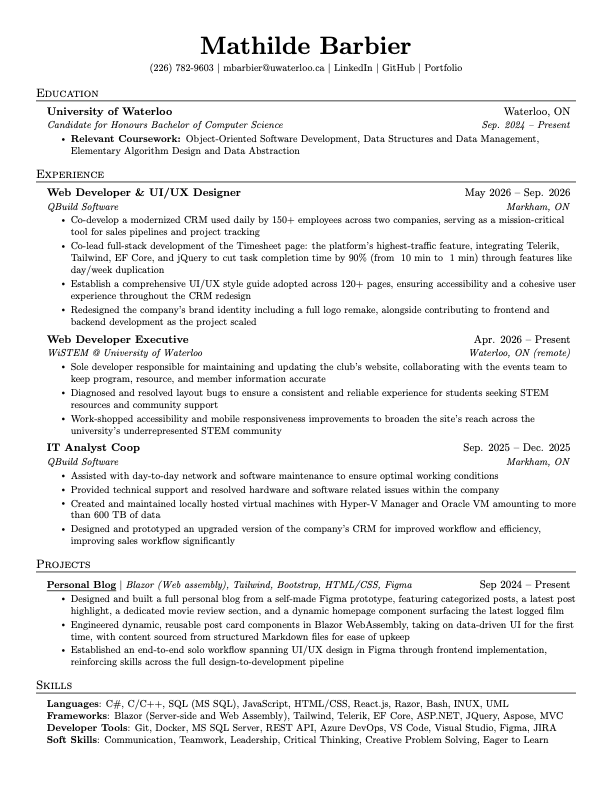 Mathilde Barbier
(226) 782-9603 | mbarbier@uwaterloo.ca | LinkedIn | GitHub | Portfolio
Education
University of Waterloo Waterloo, ON
Candidate for Honours Bachelor of Computer Science Sep. 2024 – Present
• Relevant Coursework: Object-Oriented Software Development, Data Structures and Data Management,
Elementary Algorithm Design and Data Abstraction
Experience
Web Developer & UI/UX Designer May 2026 – Sep. 2026
QBuild Software Markham, ON
• Co-develop a modernized CRM used daily by 150+ employees across two companies, serving as a mission-critical
tool for sales pipelines and project tracking
• Co-lead full-stack development of the Timesheet page: the platform's highest-traffic feature, integrating Telerik,
Tailwind, EF Core, and jQuery to cut task completion time by 90% (from 10 min to 1 min) through features like
day/week duplication
• Establish a comprehensive UI/UX style guide adopted across 120+ pages, ensuring accessibility and a cohesive user
experience throughout the CRM redesign
• Redesigned the company's brand identity including a full logo remake, alongside contributing to frontend and
backend development as the project scaled
Web Developer Executive Apr. 2026 – Present
WiSTEM @ University of Waterloo Waterloo, ON (remote)
• Sole developer responsible for maintaining and updating the club's website, collaborating with the events team to
keep program, resource, and member information accurate
• Diagnosed and resolved layout bugs to ensure a consistent and reliable experience for students seeking STEM
resources and community support
• Work-shopped accessibility and mobile responsiveness improvements to broaden the site's reach across the
university's underrepresented STEM community
IT Analyst Coop Sep. 2025 – Dec. 2025
QBuild Software Markham, ON
• Assisted with day-to-day network and software maintenance to ensure optimal working conditions
• Provided technical support and resolved hardware and software related issues within the company
• Created and maintained locally hosted virtual machines with Hyper-V Manager and Oracle VM amounting to more
than 600 TB of data
• Designed and prototyped an upgraded version of the company's CRM for improved workflow and efficiency,
improving sales workflow significantly
Projects
Personal Blog | Blazor (Web assembly), Tailwind, Bootstrap, HTML/CSS, Figma Sep 2024 – Present
• Designed and built a full personal blog from a self-made Figma prototype, featuring categorized posts, a latest post
highlight, a dedicated movie review section, and a dynamic homepage component surfacing the latest logged film
• Engineered dynamic, reusable post card components in Blazor WebAssembly, taking on data-driven UI for the first
time, with content sourced from structured Markdown files for ease of upkeep
• Established an end-to-end solo workflow spanning UI/UX design in Figma through frontend implementation,
reinforcing skills across the full design-to-development pipeline
Skills
Languages: C#, C/C++, SQL (MS SQL), JavaScript, HTML/CSS, React.js, Razor, Bash, INUX, UML
Frameworks: Blazor (Server-side and Web Assembly), Tailwind, Telerik, EF Core, ASP.NET, JQuery, Aspose, MVC
Developer Tools: Git, Docker, MS SQL Server, REST API, Azure DevOps, VS Code, Visual Studio, Figma, JIRA
Soft Skills: Communication, Teamwork, Leadership, Critical Thinking, Creative Problem Solving, Eager to Learn